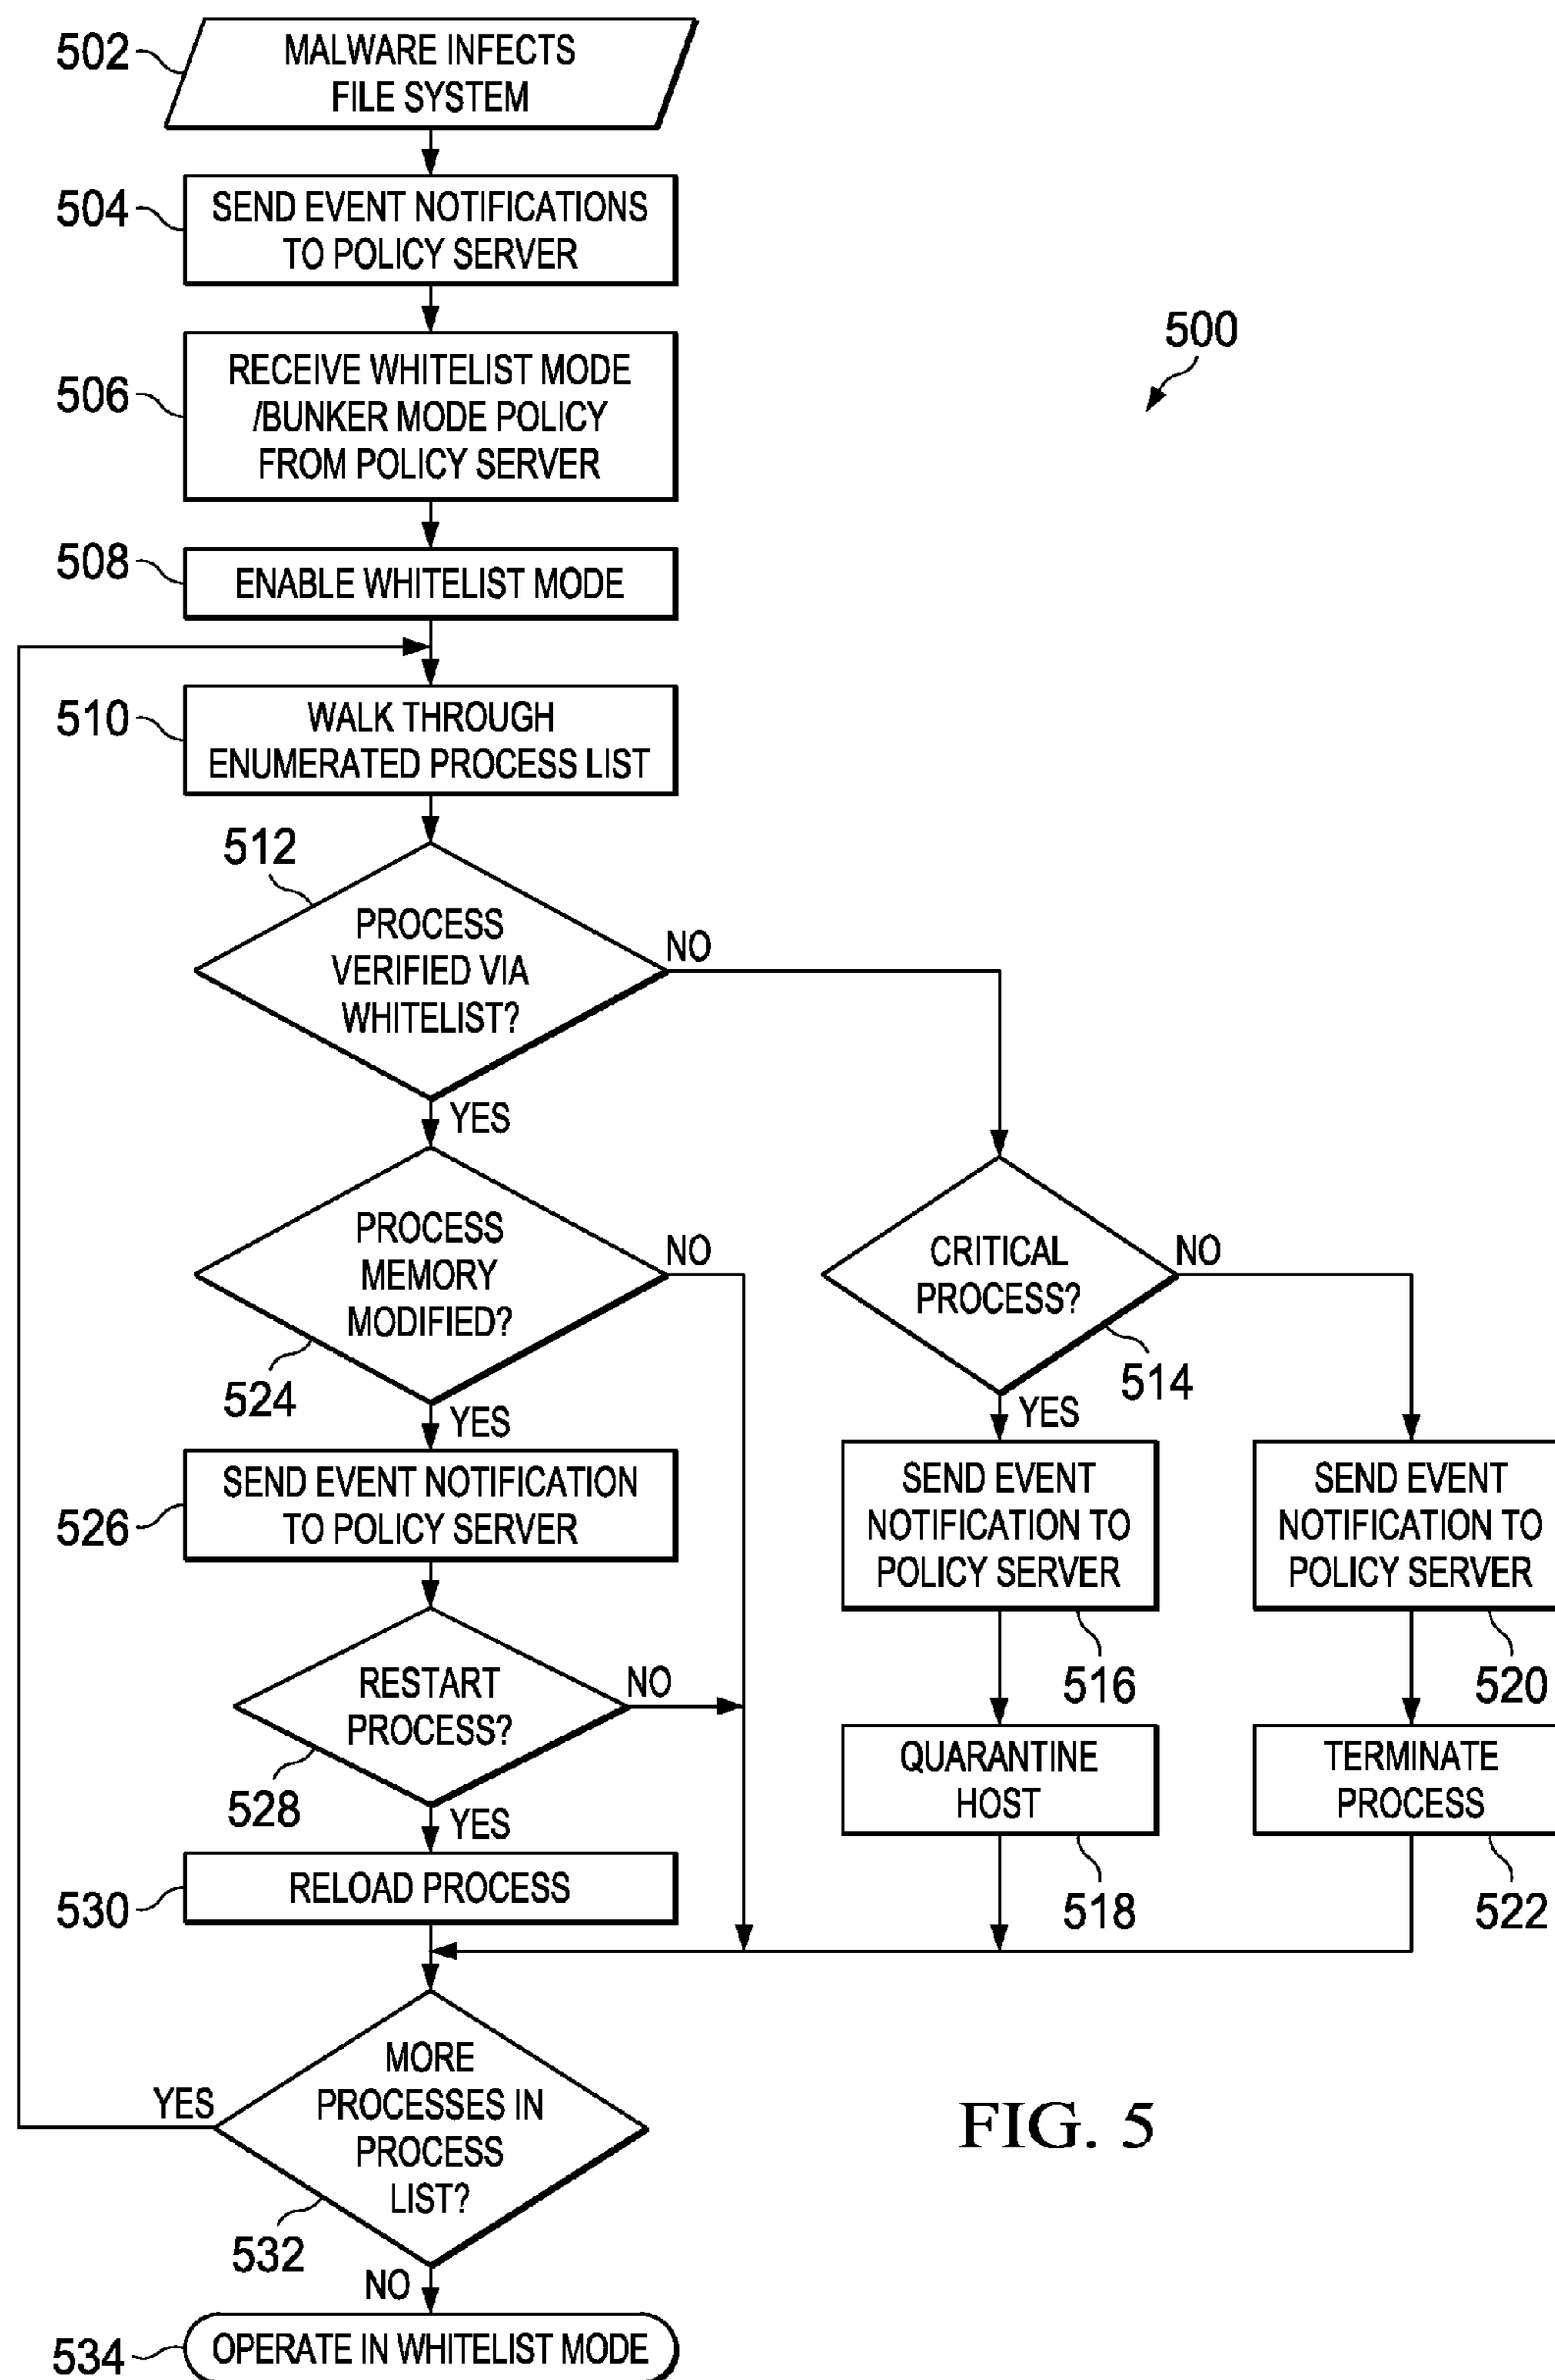 502
MALWARE INFECTS
FILE SYSTEM
504
SEND EVENT NOTIFICATIONS
TO POLICY SERVER
500
506
RECEIVE WHITELIST MODE
/BUNKER MODE POLICY
FROM POLICY SERVER
508
ENABLE WHITELIST MODE
510
WALK THROUGH
ENUMERATED PROCESS LIST
512
PROCESS
VERIFIED VIA
WHITELIST?
NO
YES
PROCESS
MEMORY
MODIFIED?
NO
524
YES
CRITICAL
PROCESS?
NO
514
YES
526
SEND EVENT NOTIFICATION
TO POLICY SERVER
SEND EVENT
NOTIFICATION TO
POLICY SERVER
516
SEND EVENT
NOTIFICATION TO
POLICY SERVER
520
RESTART
PROCESS?
NO
528
YES
QUARANTINE
HOST
518
TERMINATE
PROCESS
522
530
RELOAD PROCESS
MORE
PROCESSES IN
PROCESS
LIST?
YES
532
NO
FIG. 5
534
OPERATE IN WHITELIST MODE